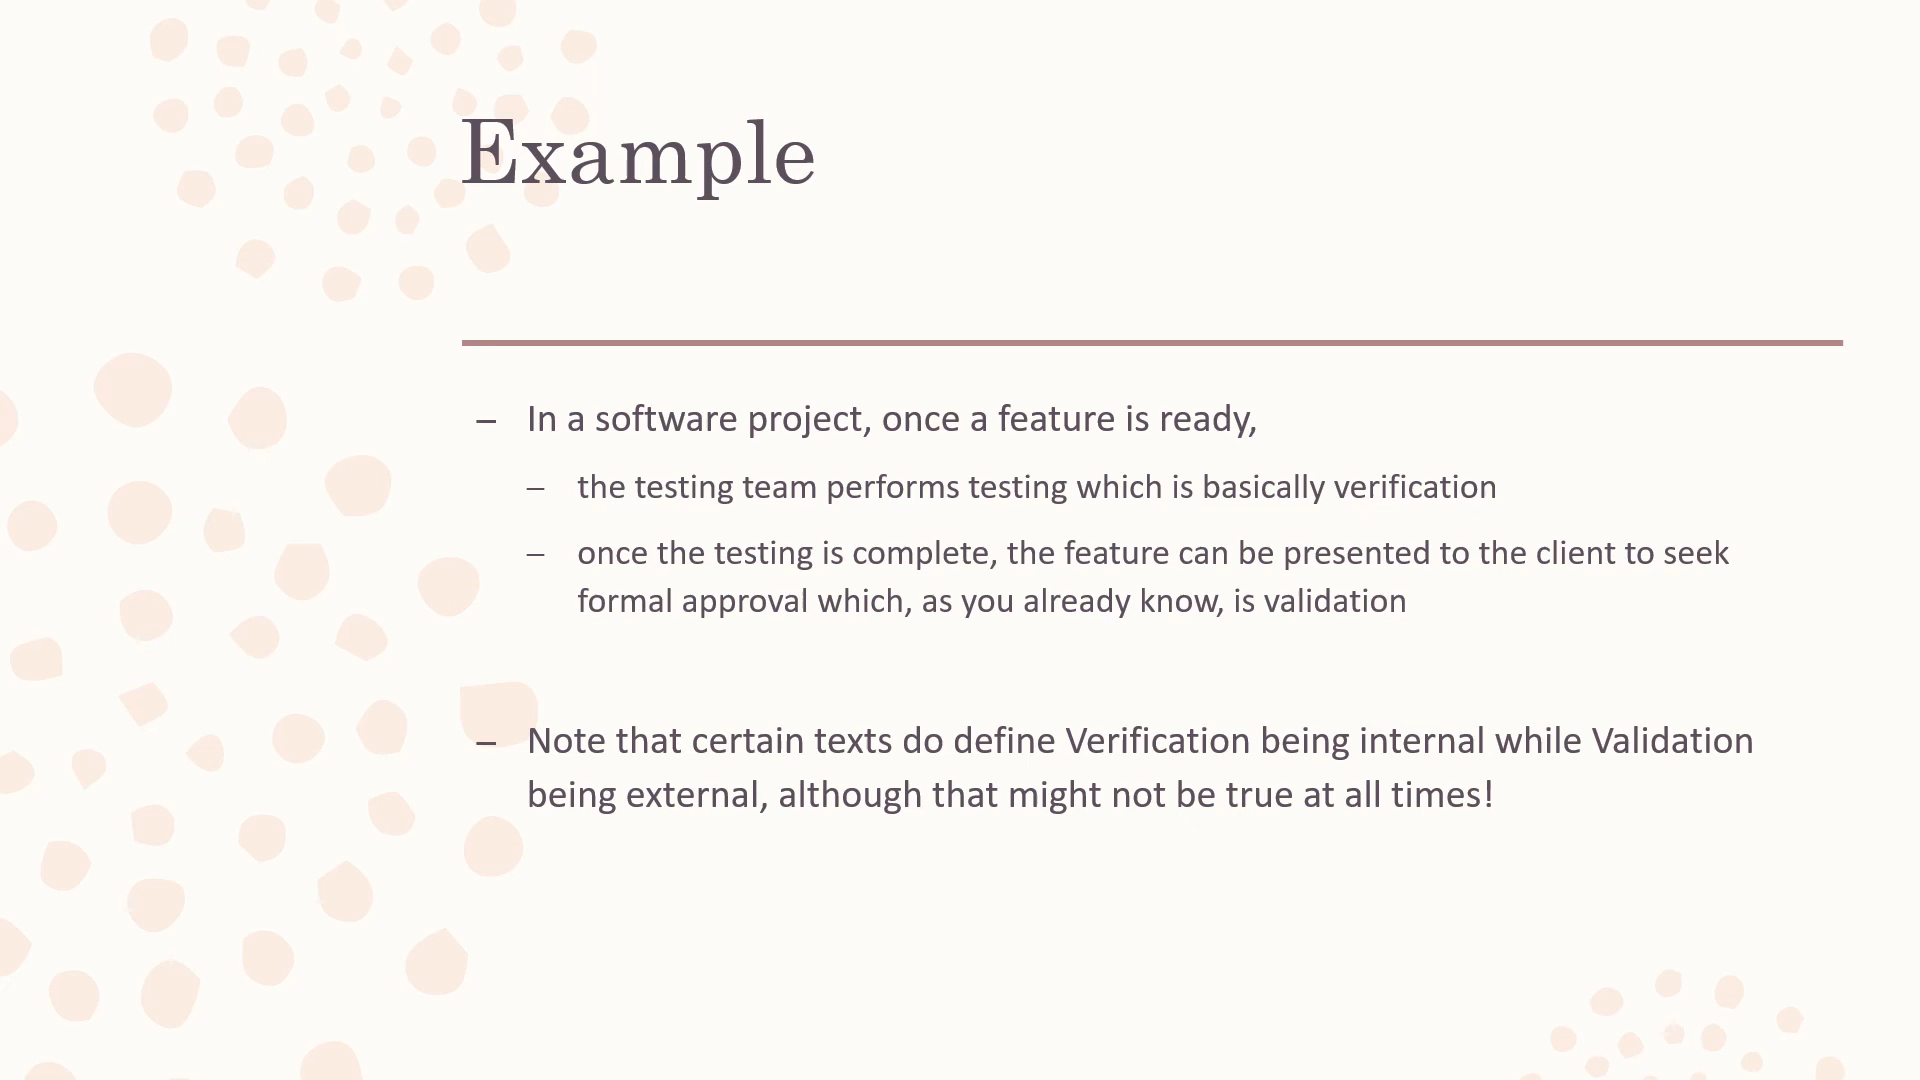 Example
– In a software project, once a feature is ready,
– the testing team performs testing which is basically verification
– once the testing is complete, the feature can be presented to the client to seek
formal approval which, as you already know, is validation
– Note that certain texts do define Verification being internal while Validation
being external, although that might not be true at all times!